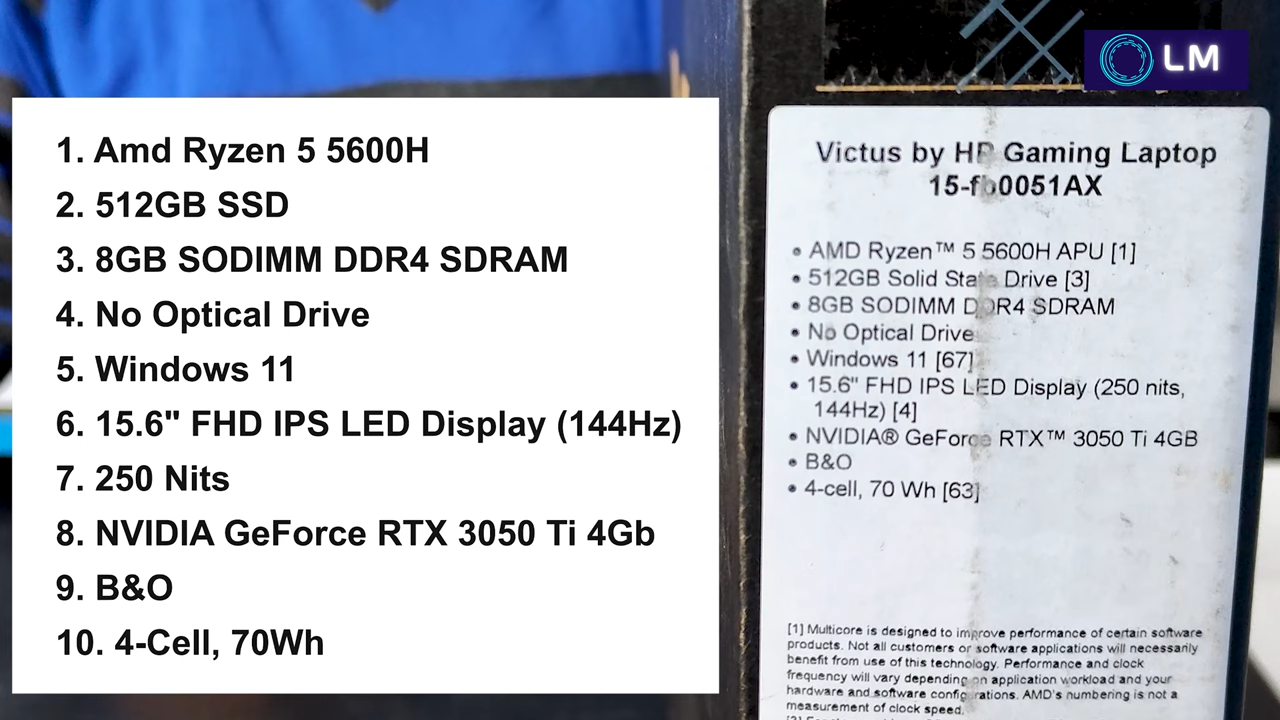 LM
1. Amd Ryzen 5 5600H
2. 512GB SSD
3. 8GB SODIMM DDR4 SDRAM
4. No Optical Drive
5. Windows 11
6. 15.6" FHD IPS LED Display (144Hz)
7. 250 Nits
8. NVIDIA GeForce RTX 3050 Ti 4Gb
9. B&O
10. 4-Cell, 70Wh
Victus by HP Gaming Laptop
15-fb0051AX
• AMD Ryzen™ 5 5600H APU [1]
• 512GB Solid State Drive [3]
• 8GB SODIMM DDR4 SDRAM
• No Optical Drive
• Windows 11 [67]
• 15.6" FHD IPS LED Display (250 nits,
144Hz) [4]
• NVIDIA® GeForce RTX™ 3050 Ti 4GB
• B&O
• 4-cell, 70 Wh [63]
[1] Multicore is designed to improve performance of certain software
products. Not all customers or software applications will necessarily
benefit from use of this technology. Performance and clock
frequency will vary depending on application workload and your
hardware and software configurations. AMD's numbering is not a
measurement of clock speed.